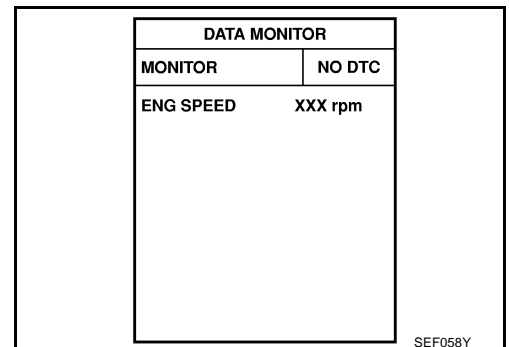 DATA MONITOR
MONITOR NO DTC
ENG SPEED XXX rpm
SEF058Y